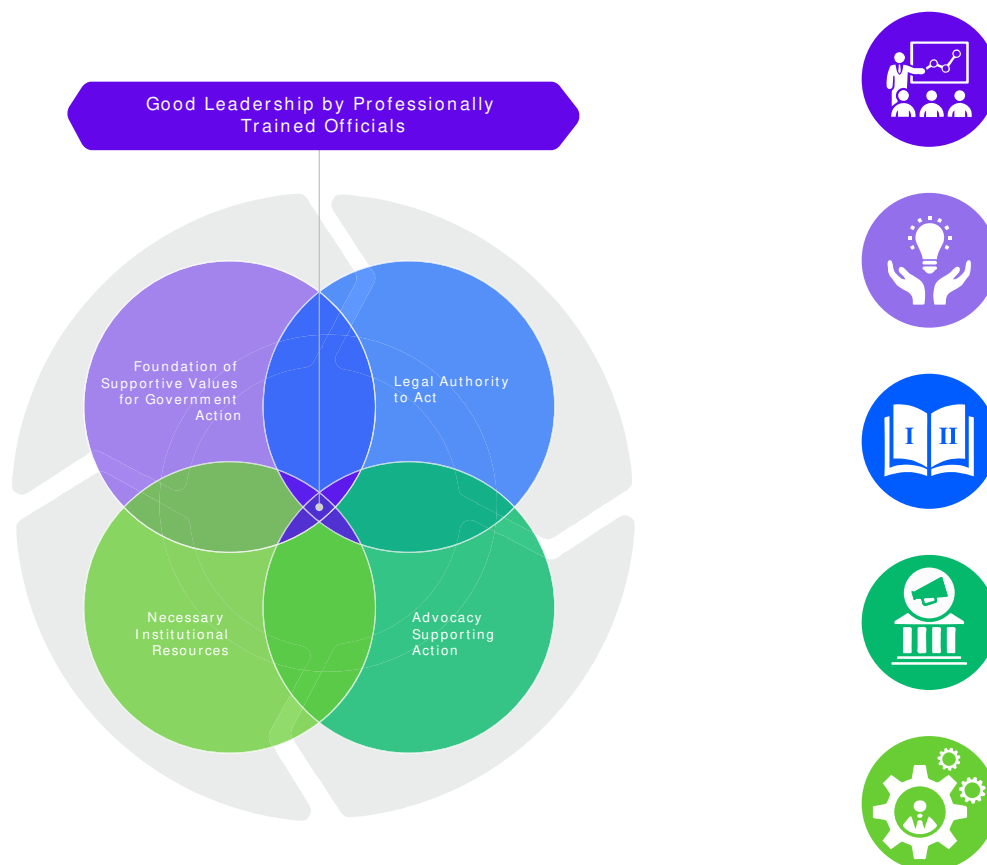 Good Leadership by Professionally
Trained Officials
Foundation of
Supportive Values
for Government
Action
Legal Authority
to Act
Necessary
Institutional
Resources
Advocacy
Supporting
Action
I II